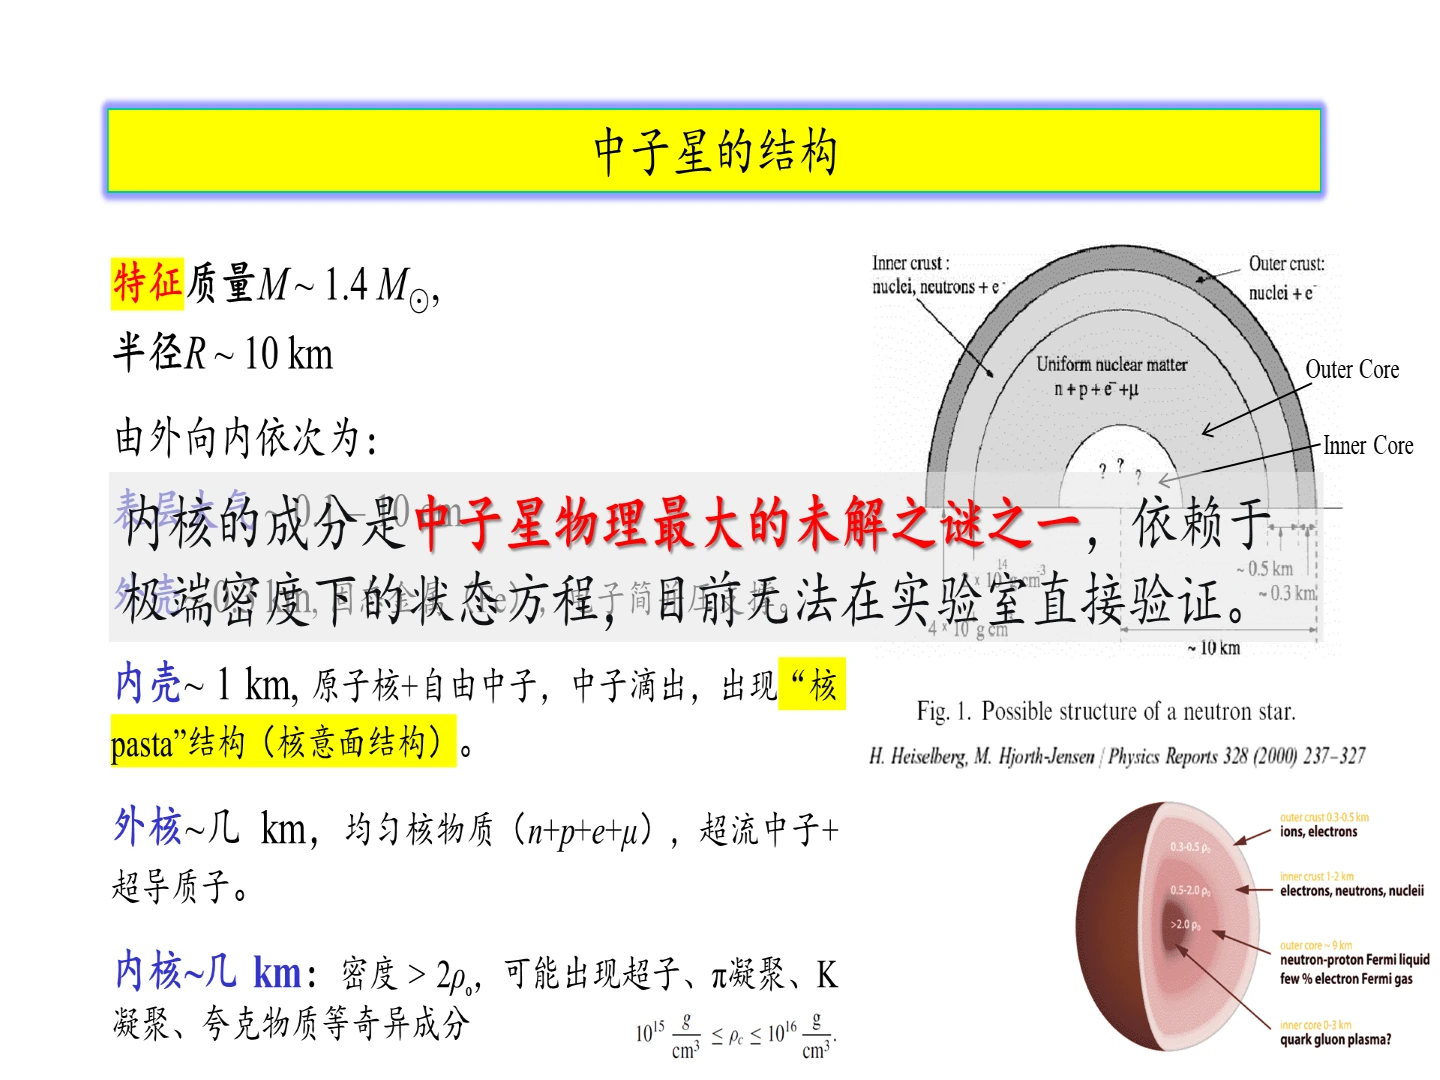 中子星的结构
特征质量M ~ 1.4 M⊙,
半径R ~ 10 km
由外向内依次为：
表层大气~ 0.1 – 10 cm
内核的成分是中子星物理最大的未解之谜之一，依赖于
极端密度下的状态方程，目前无法在实验室直接验证。
内壳~ 1 km, 原子核+自由中子，中子滴出，出现“核
pasta”结构（核意面结构）。
外核~几 km，均匀核物质（n+p+e+μ），超流中子+
超导质子。
内核~几 km：密度 > 2ρ₀，可能出现超子、π凝聚、K
凝聚、夸克物质等奇异成分
10¹⁵ g/cm³ ≤ ρc ≤ 10¹⁶ g/cm³.
Inner crust :
nuclei, neutrons + e⁻
Outer crust:
nuclei + e⁻
Uniform nuclear matter
n + p + e⁻ + μ
Outer Core
Inner Core
? ? ?
~ 0.5 km
~ 0.3 km
~ 10 km
Fig. 1. Possible structure of a neutron star.
H. Heiselberg, M. Hjorth-Jensen / Physics Reports 328 (2000) 237–327
outer crust 0.3-0.5 km
ions, electrons
inner crust 1-2 km
electrons, neutrons, nucleii
outer core ~ 9 km
neutron-proton Fermi liquid
few % electron Fermi gas
inner core 0-3 km
quark gluon plasma?
0.3-0.5 ρ₀
0.5-2.0 ρ₀
>2.0 ρ₀